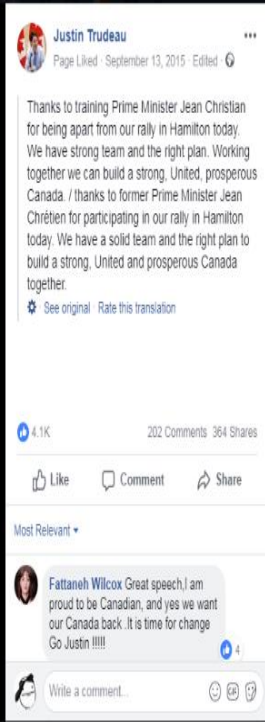 Justin Trudeau
Page Liked · September 13, 2015 · Edited ·
Thanks to training Prime Minister Jean Christian
for being apart from our rally in Hamilton today.
We have strong team and the right plan. Working
together we can build a strong, United, prosperous
Canada. / thanks to former Prime Minister Jean
Chrétien for participating in our rally in Hamilton
today. We have a solid team and the right plan to
build a strong, United and prosperous Canada
together.
See original · Rate this translation
4.1K 202 Comments 364 Shares
Like Comment Share
Most Relevant
Fattaneh Wilcox Great speech,I am
proud to be Canadian, and yes we want
our Canada back .It is time for change
Go Justin !!!!!
4
Write a comment...
GIF